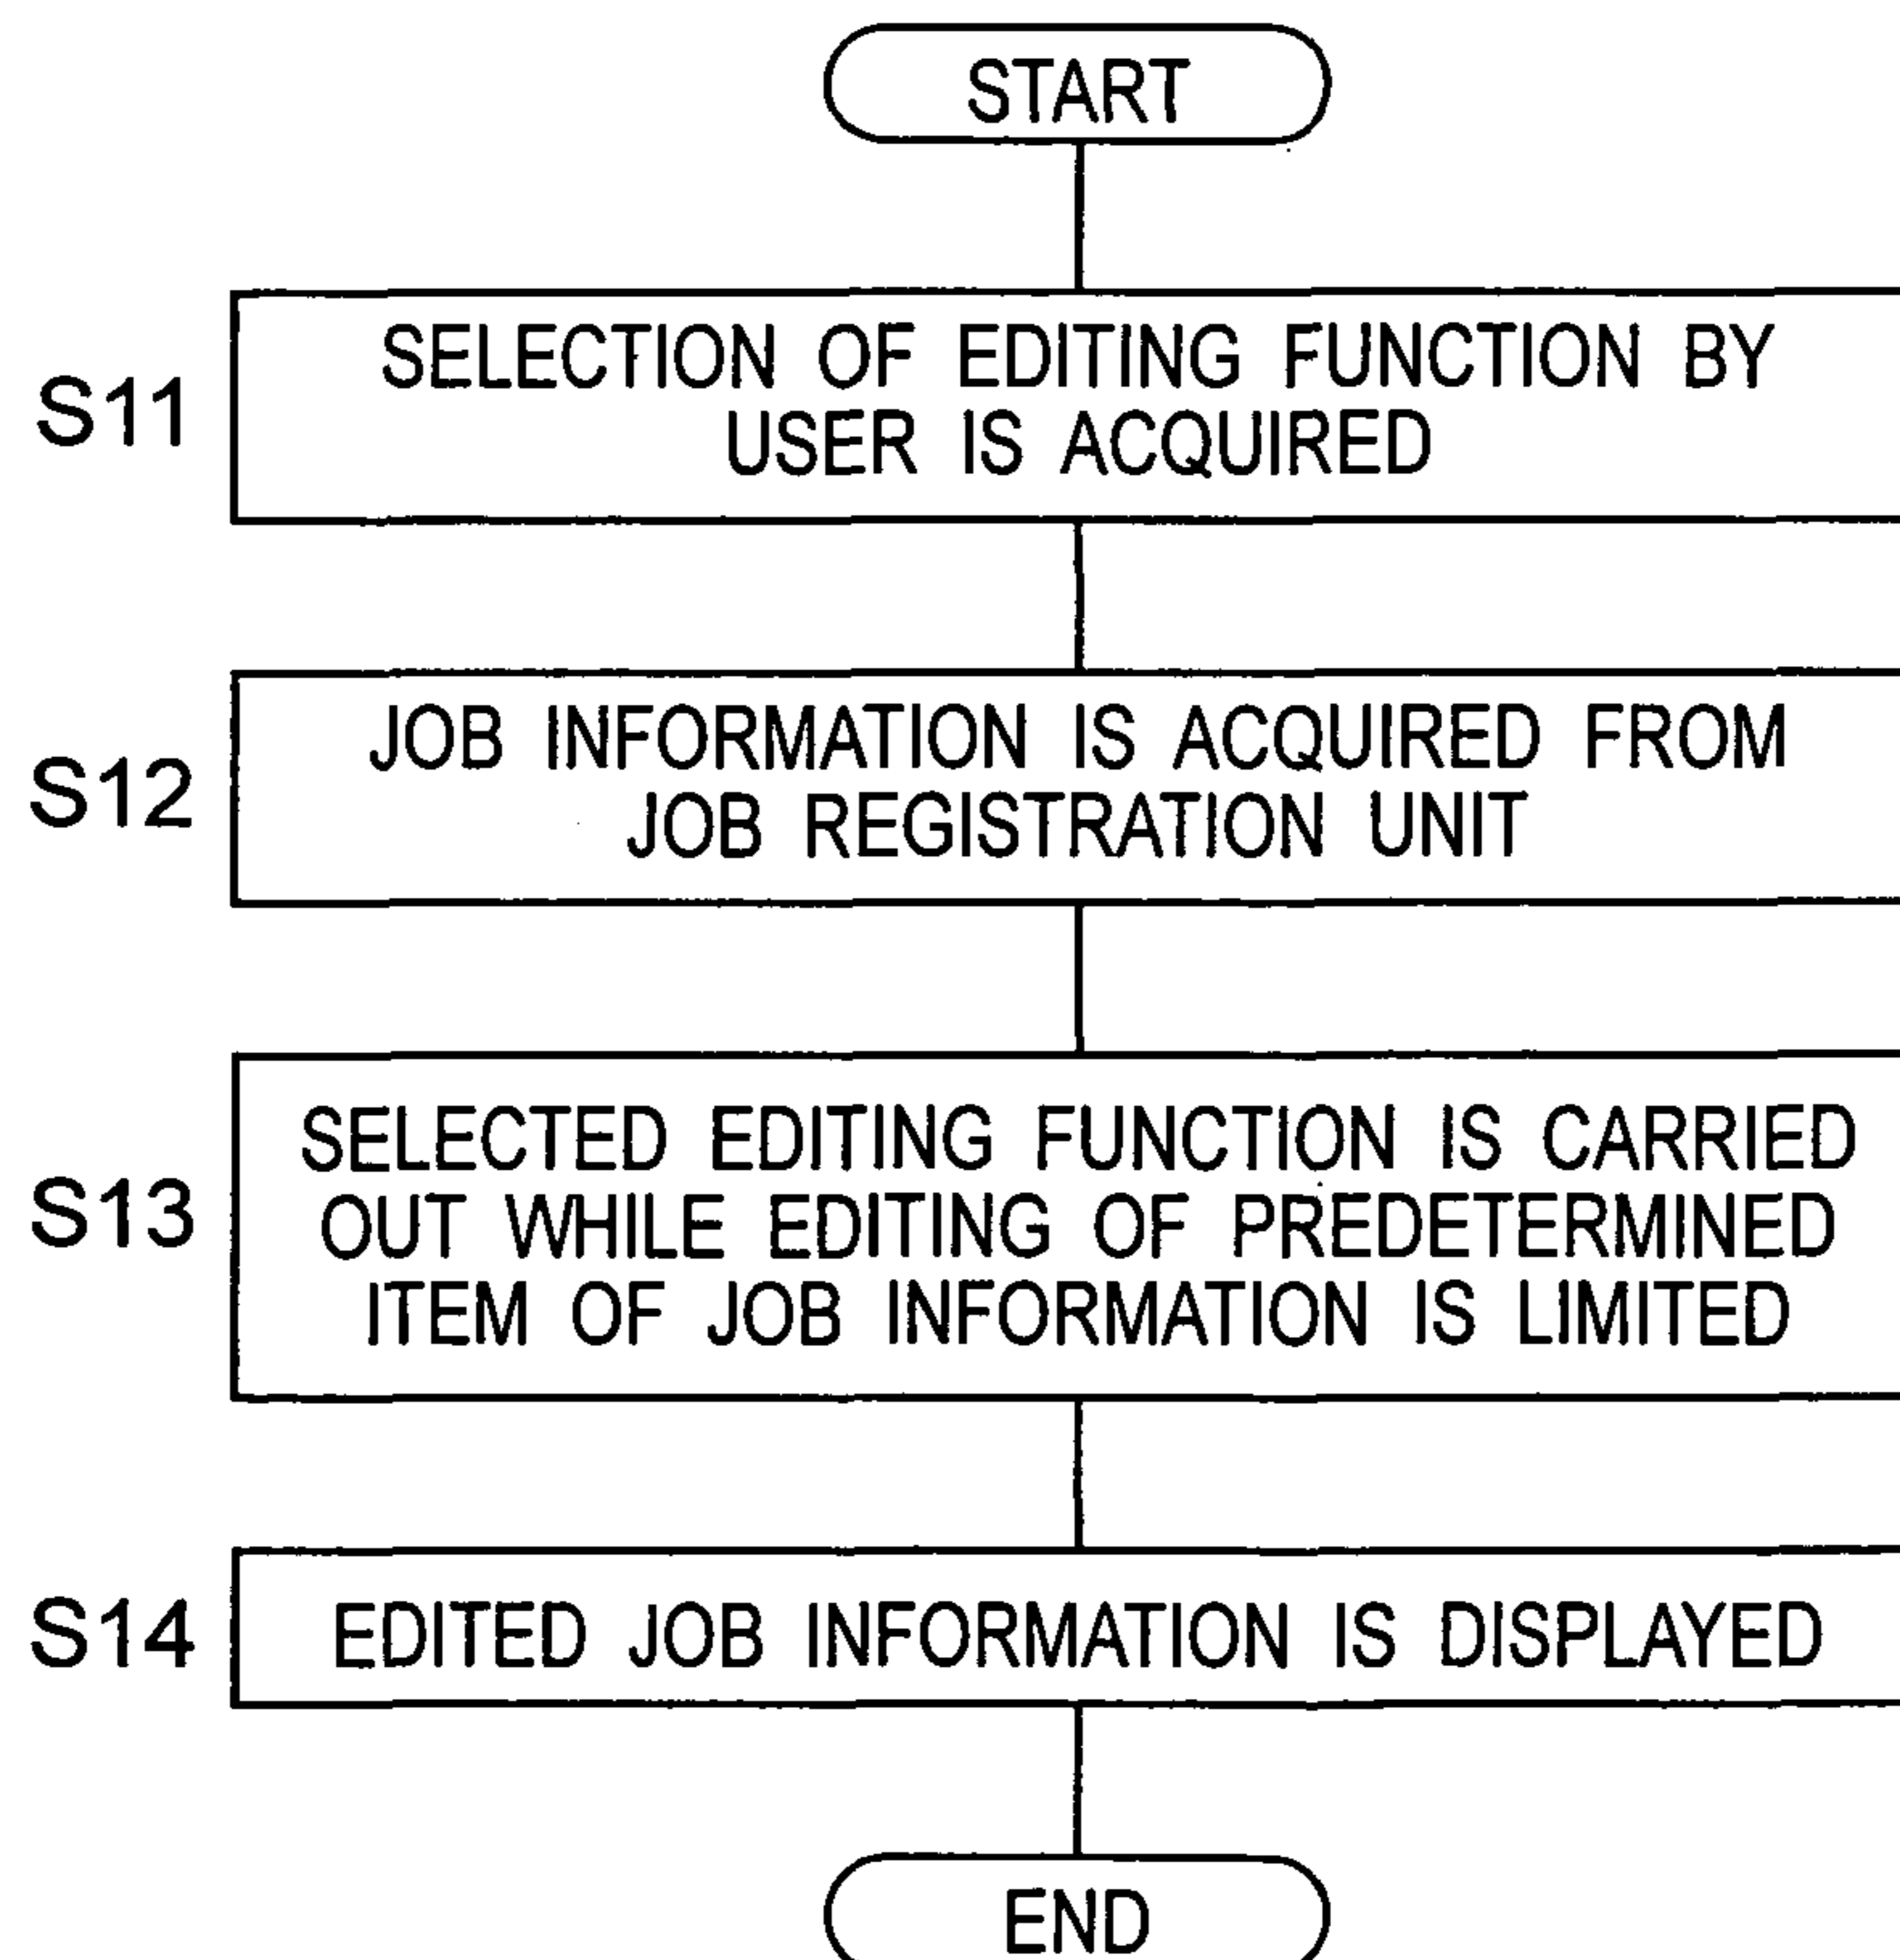 START
S11
SELECTION OF EDITING FUNCTION BY
USER IS ACQUIRED
S12
JOB INFORMATION IS ACQUIRED FROM
JOB REGISTRATION UNIT
S13
SELECTED EDITING FUNCTION IS CARRIED
OUT WHILE EDITING OF PREDETERMINED
ITEM OF JOB INFORMATION IS LIMITED
S14
EDITED JOB INFORMATION IS DISPLAYED
END